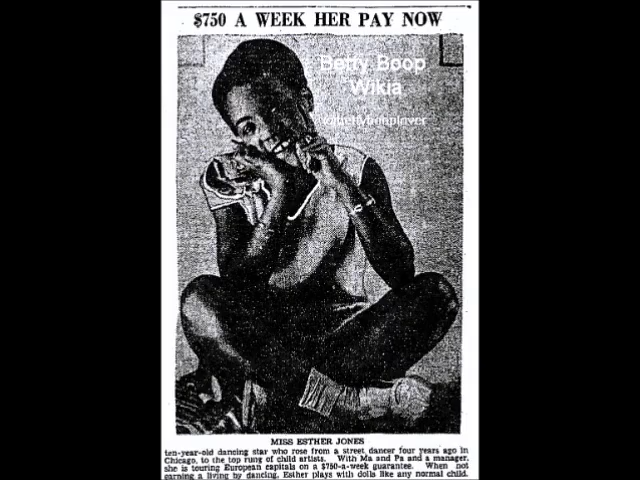 $750 A WEEK HER PAY NOW
Betty Boop
Wikia
MISS ESTHER JONES
ten-year-old dancing star who rose from a street dancer four years ago in
Chicago, to the top rung of child artists. With Ma and Pa and a manager,
she is touring European capitals on a $750-a-week guarantee. When not
earning a living by dancing, Esther plays with dolls like any normal child.